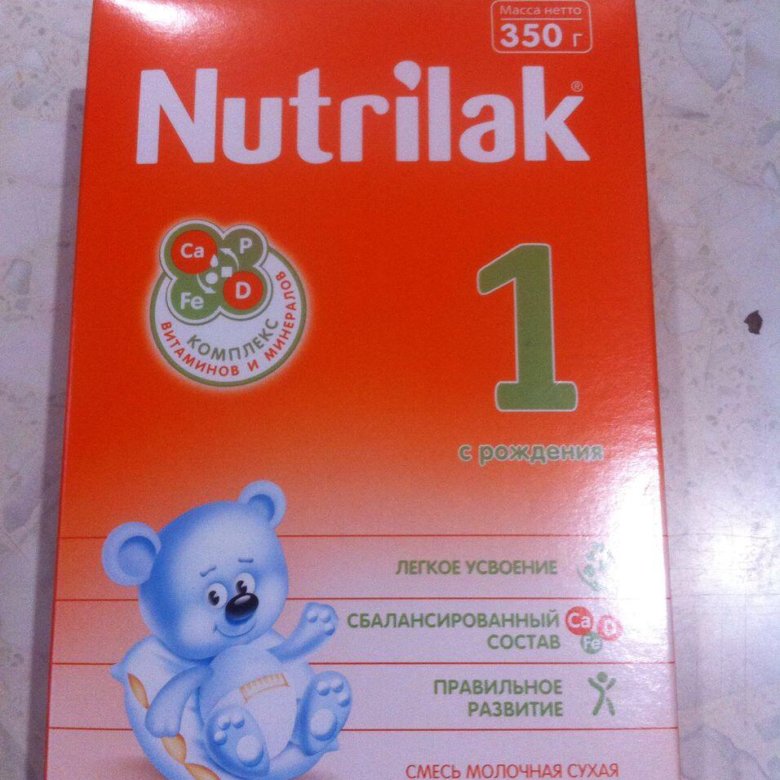 Масса нетто
350 г
Nutrilak®
Ca P
Fe D
КОМПЛЕКС
ВИТАМИНОВ И МИНЕРАЛОВ
1
с рождения
ЛЕГКОЕ УСВОЕНИЕ
СБАЛАНСИРОВАННЫЙ
СОСТАВ
Ca D
Fe
ПРАВИЛЬНОЕ
РАЗВИТИЕ
СМЕСЬ МОЛОЧНАЯ СУХАЯ